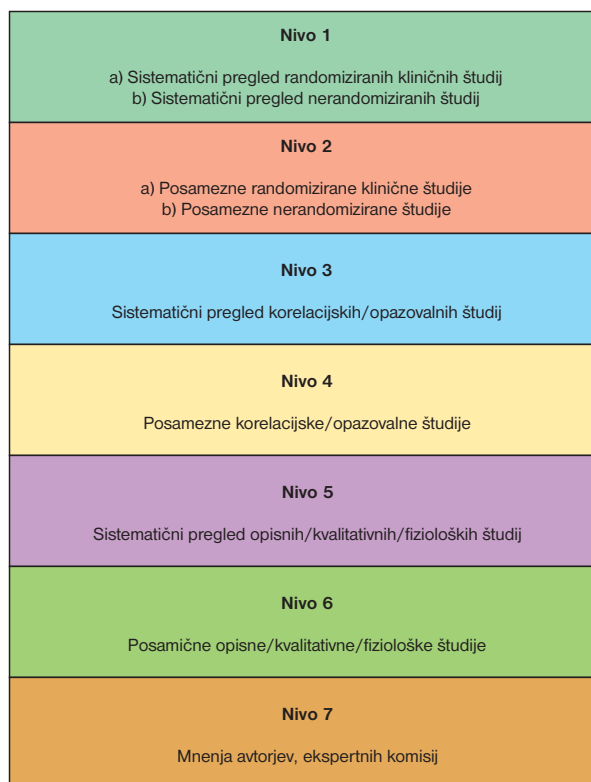 Nivo 1
a) Sistematični pregled randomiziranih kliničnih študij
b) Sistematični pregled nerandomiziranih študij
Nivo 2
a) Posamezne randomizirane klinične študije
b) Posamezne nerandomizirane študije
Nivo 3
Sistematični pregled korelacijskih/opazovalnih študij
Nivo 4
Posamezne korelacijske/opazovalne študije
Nivo 5
Sistematični pregled opisnih/kvalitativnih/fizioloških študij
Nivo 6
Posamične opisne/kvalitativne/fiziološke študije
Nivo 7
Mnenja avtorjev, ekspertnih komisij